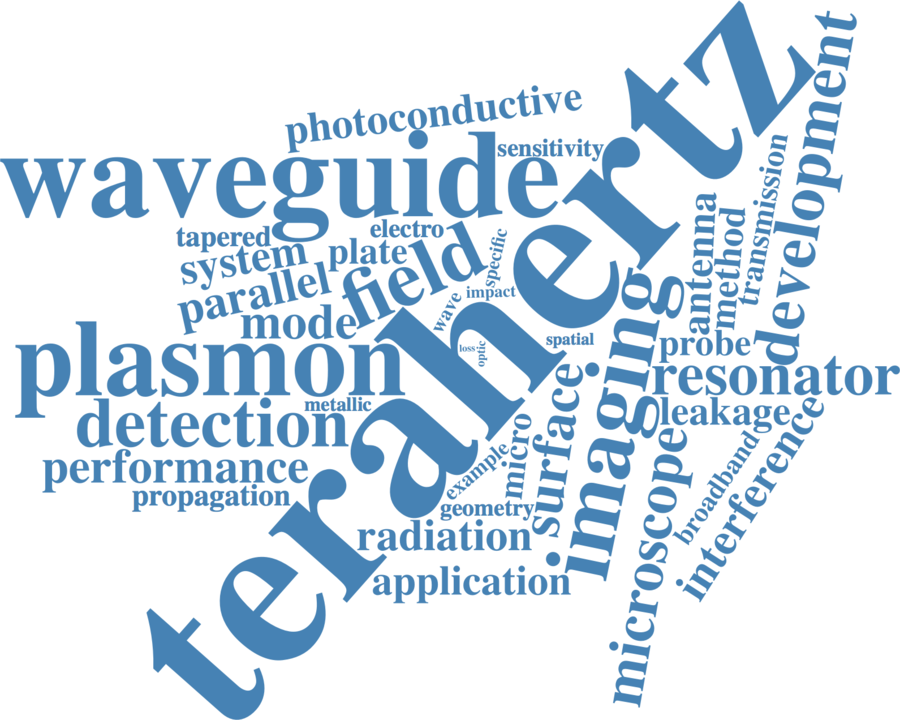 terahertz
development
photoconductive
waveguide
sensitivity
transmission
antenna
method
tapered
electro
system
plate
field
specific
parallel
impact
wave
mode
imaging
plasmon
loss
optic
spatial
probe
resonator
metallic
detection
surface
leakage
micro
microscope
broadband
interference
performance
example
propagation
geometry
radiation
application